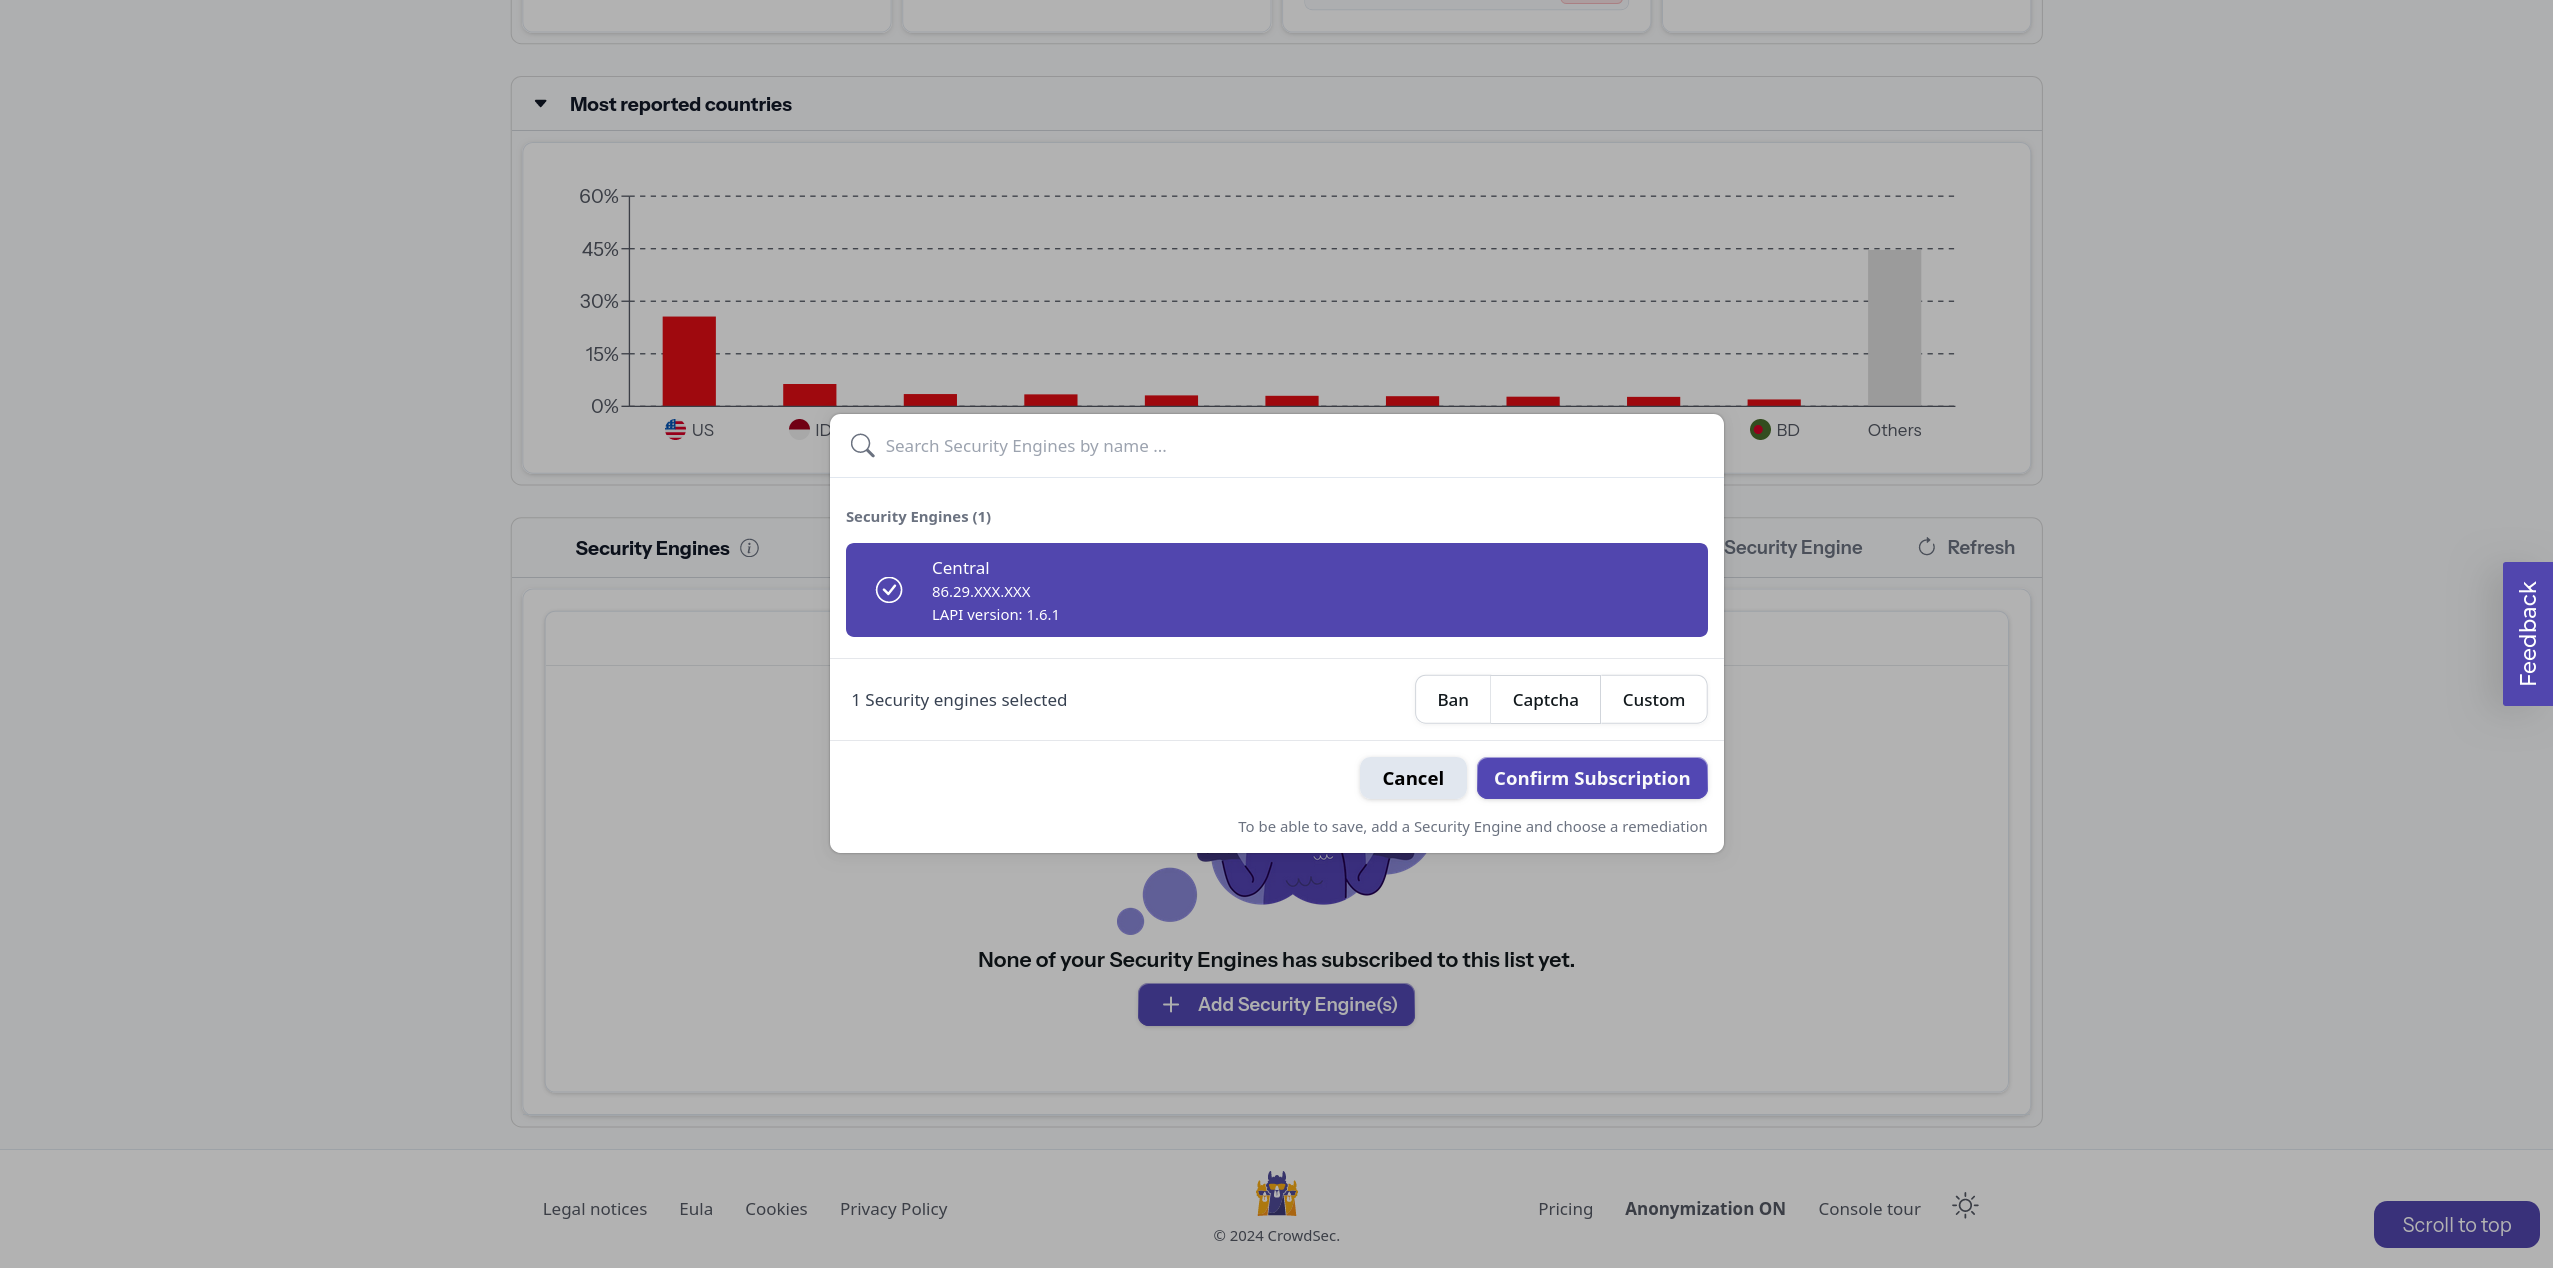 Most reported countries
60%
45%
30%
15%
0%
US
ID
BD
Others
Search Security Engines by name ...
Security Engines (1)
Central
86.29.XXX.XXX
LAPI version: 1.6.1
1 Security engines selected
Ban
Captcha
Custom
Cancel
Confirm Subscription
To be able to save, add a Security Engine and choose a remediation
Security Engines
Security Engine
Refresh
None of your Security Engines has subscribed to this list yet.
Add Security Engine(s)
Feedback
Legal notices
Eula
Cookies
Privacy Policy
© 2024 CrowdSec.
Pricing
Anonymization ON
Console tour
Scroll to top